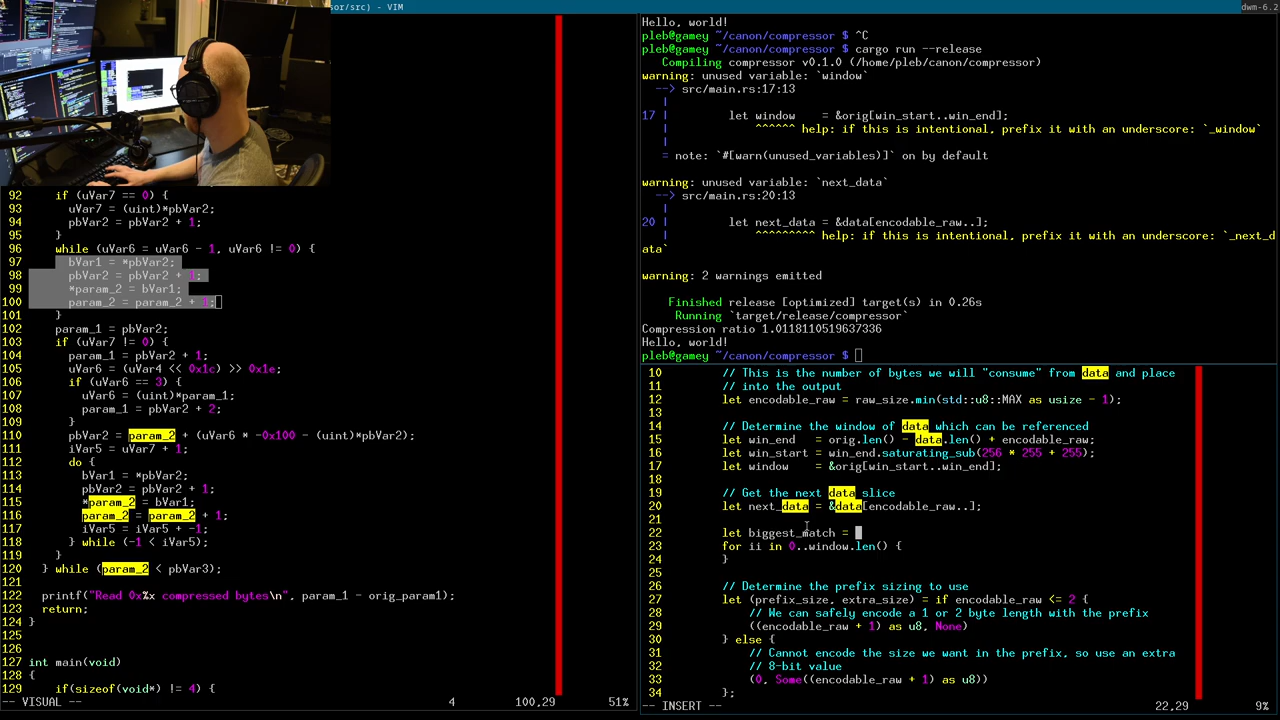 sor/src) - VIM
dwm-6.2
92    if (uVar7 == 0) {
93      uVar7 = (uint)*pbVar2;
94      pbVar2 = pbVar2 + 1;
95    }
96    while (uVar6 = uVar6 - 1, uVar6 != 0) {
97      bVar1 = *pbVar2;
98      pbVar2 = pbVar2 + 1;
99      *param_2 = bVar1;
100      param_2 = param_2 + 1;
101    }
102    param_1 = pbVar2;
103    if (uVar7 != 0) {
104      param_1 = pbVar2 + 1;
105      uVar6 = (uVar4 << 0x1c) >> 0x1e;
106      if (uVar6 == 3) {
107        uVar6 = (uint)*param_1;
108        param_1 = pbVar2 + 2;
109      }
110      pbVar2 = param_2 + (uVar6 * -0x100 - (uint)*pbVar2);
111      iVar5 = uVar7 + 1;
112      do {
113        bVar1 = *pbVar2;
114        pbVar2 = pbVar2 + 1;
115        *param_2 = bVar1;
116        param_2 = param_2 + 1;
117        iVar5 = iVar5 + -1;
118      } while (-1 < iVar5);
119    }
120  } while (param_2 < pbVar3);
121
122  printf("Read 0x%x compressed bytes\n", param_1 - orig_param1);
123  return;
124 }
125
126
127 int main(void)
128 {
129    if(sizeof(void*) != 4) {
-- VISUAL --    4    100,29    51%
Hello, world!
pleb@gamey ~/canon/compressor $ ^C
pleb@gamey ~/canon/compressor $ cargo run --release
Compiling compressor v0.1.0 (/home/pleb/canon/compressor)
warning: unused variable: `window`
--> src/main.rs:17:13
|
17 |         let window    = &orig[win_start..win_end];
|             ^^^^^^ help: if this is intentional, prefix it with an underscore: `_window`
|
= note: `#[warn(unused_variables)]` on by default
warning: unused variable: `next_data`
--> src/main.rs:20:13
|
20 |         let next_data = &data[encodable_raw..];
|             ^^^^^^^^^ help: if this is intentional, prefix it with an underscore: `_next_d
ata`
warning: 2 warnings emitted
Finished release [optimized] target(s) in 0.26s
Running `target/release/compressor`
Compression ratio 1.0118110519637336
Hello, world!
pleb@gamey ~/canon/compressor $
10        // This is the number of bytes we will "consume" from data and place
11        // into the output
12        let encodable_raw = raw_size.min(std::u8::MAX as usize - 1);
13
14        // Determine the window of data which can be referenced
15        let win_end   = orig.len() - data.len() + encodable_raw;
16        let win_start = win_end.saturating_sub(256 * 255 + 255);
17        let window    = &orig[win_start..win_end];
18
19        // Get the next data slice
20        let next_data = &data[encodable_raw..];
21
22        let biggest_match =
23        for ii in 0..window.len() {
24        }
25
26        // Determine the prefix sizing to use
27        let (prefix_size, extra_size) = if encodable_raw <= 2 {
28            // We can safely encode a 1 or 2 byte length with the prefix
29            ((encodable_raw + 1) as u8, None)
30        } else {
31            // Cannot encode the size we want in the prefix, so use an extra
32            // 8-bit value
33            (0, Some((encodable_raw + 1) as u8))
34        };
-- INSERT --    22,29    9%